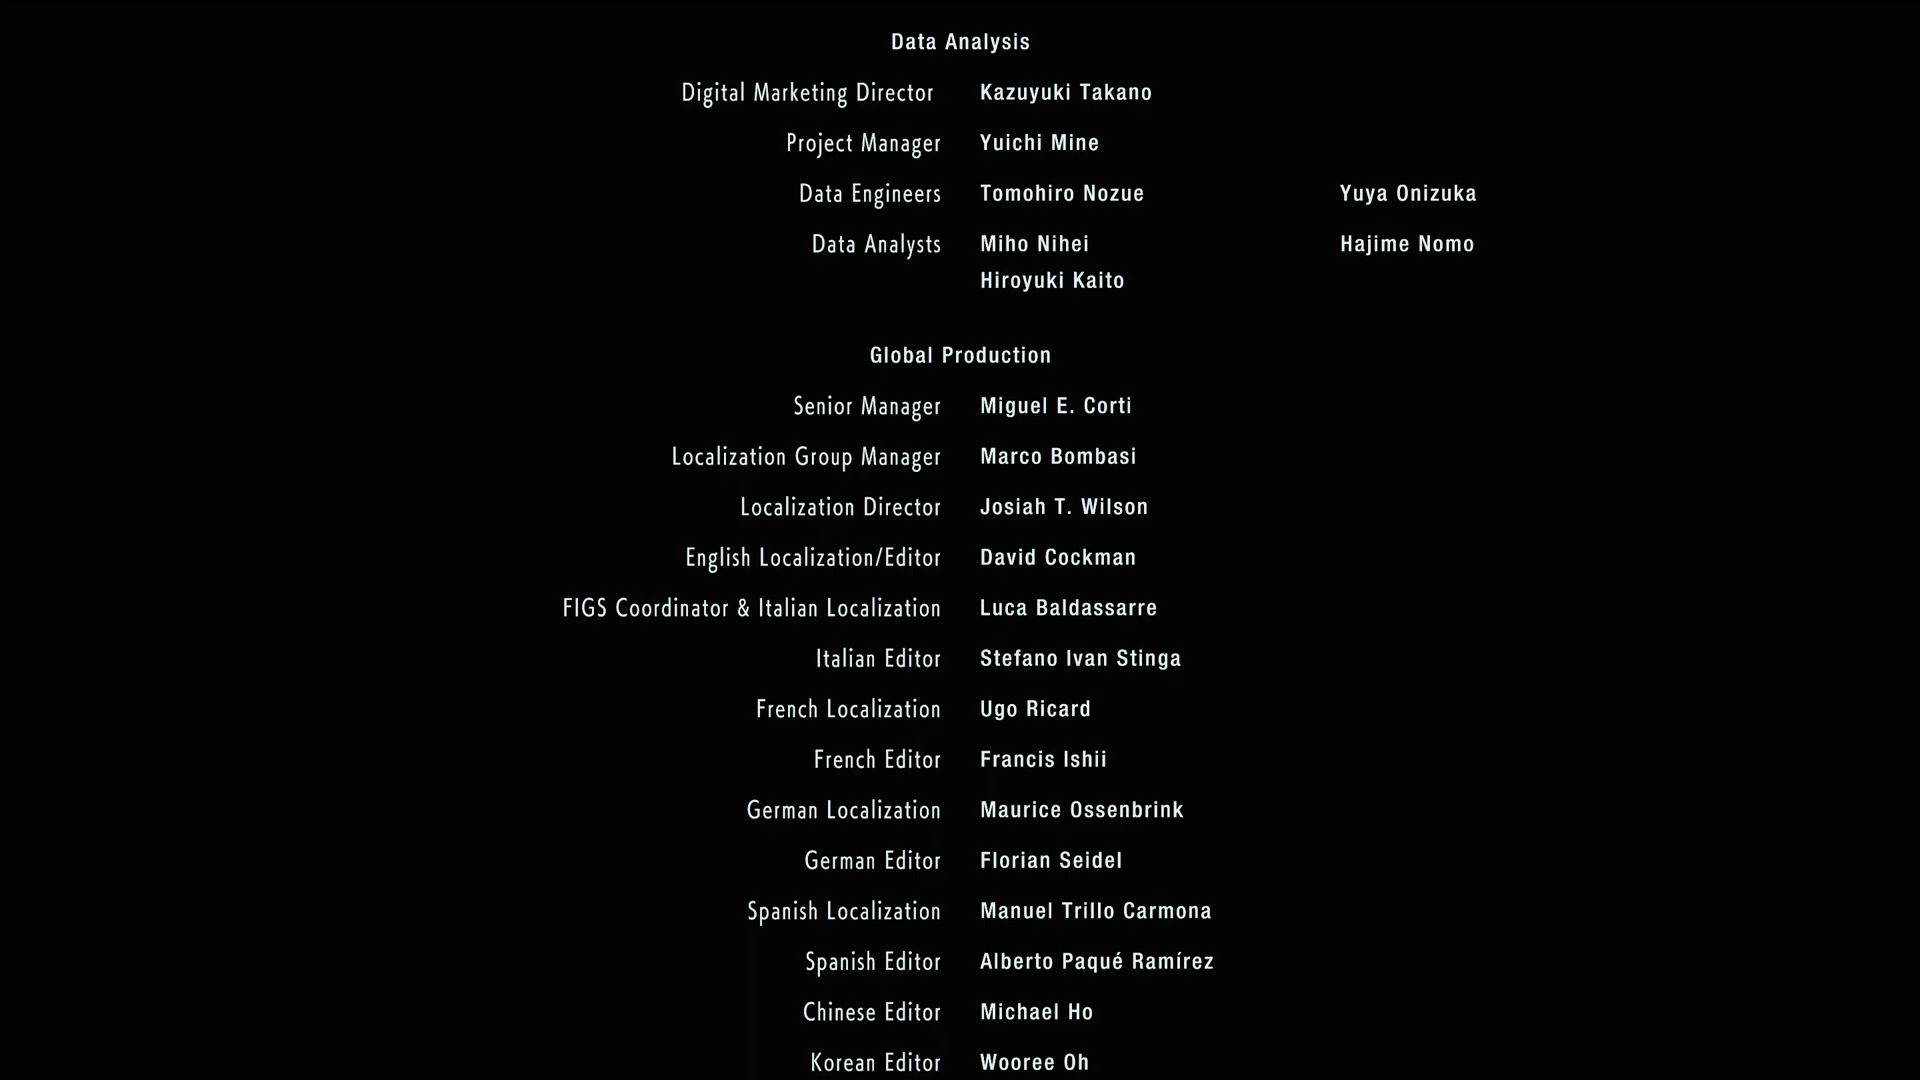 Data Analysis
Digital Marketing Director Kazuyuki Takano
Project Manager Yuichi Mine
Data Engineers Tomohiro Nozue Yuya Onizuka
Data Analysts Miho Nihei Hajime Nomo
Hiroyuki Kaito
Global Production
Senior Manager Miguel E. Corti
Localization Group Manager Marco Bombasi
Localization Director Josiah T. Wilson
English Localization/Editor David Cockman
FIGS Coordinator & Italian Localization Luca Baldassarre
Italian Editor Stefano Ivan Stinga
French Localization Ugo Ricard
French Editor Francis Ishii
German Localization Maurice Ossenbrink
German Editor Florian Seidel
Spanish Localization Manuel Trillo Carmona
Spanish Editor Alberto Paqué Ramírez
Chinese Editor Michael Ho
Korean Editor Wooree Oh